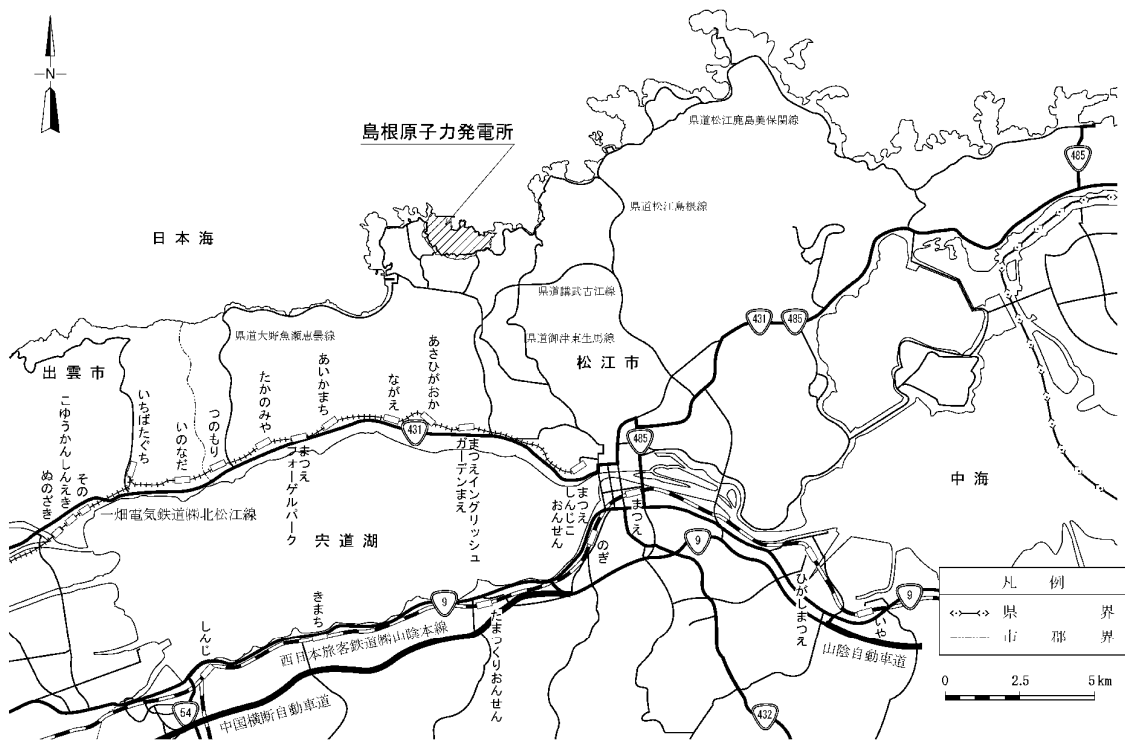 N
島根原子力発電所
県道松江鹿島美保関線
485
県道松江島根線
日本海
県道講武古江線
431
485
県道大野魚瀬恵曇線
県道御津東生馬線
松江市
出雲市
あさひがおか
ながえ
あいかまち
たかのみや
つのもり
いのなだ
いちばたぐち
こゆうかんしんえき
その
ぬのざき
431
485
まつえ
フォーゲルパーク
まつえイングリッシュ
ガーデンまえ
まつえ
しんじこ
おんせん
まつえ
中海
一畑電気鉄道㈱北松江線
宍道湖
のぎ
9
ひがしまつえ
いや
9
きまち
9
たまつくりおんせん
しんじ
西日本旅客鉄道㈱山陰本線
山陰自動車道
54
中国横断自動車道
432
凡例
県界
市郡界
0 2.5 5km